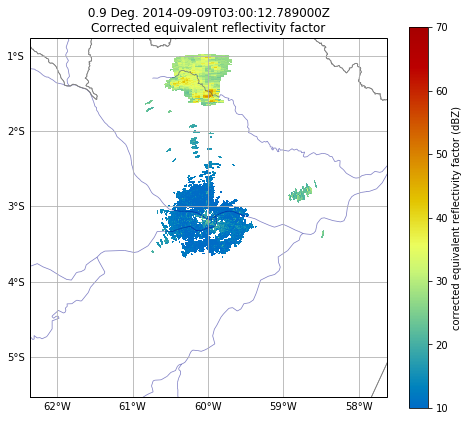 0.9 Deg. 2014-09-09T03:00:12.789000Z
Corrected equivalent reflectivity factor
1°S
2°S
3°S
4°S
5°S
62°W 61°W 60°W 59°W 58°W
70
60
50
40
30
20
10
corrected equivalent reflectivity factor (dBZ)